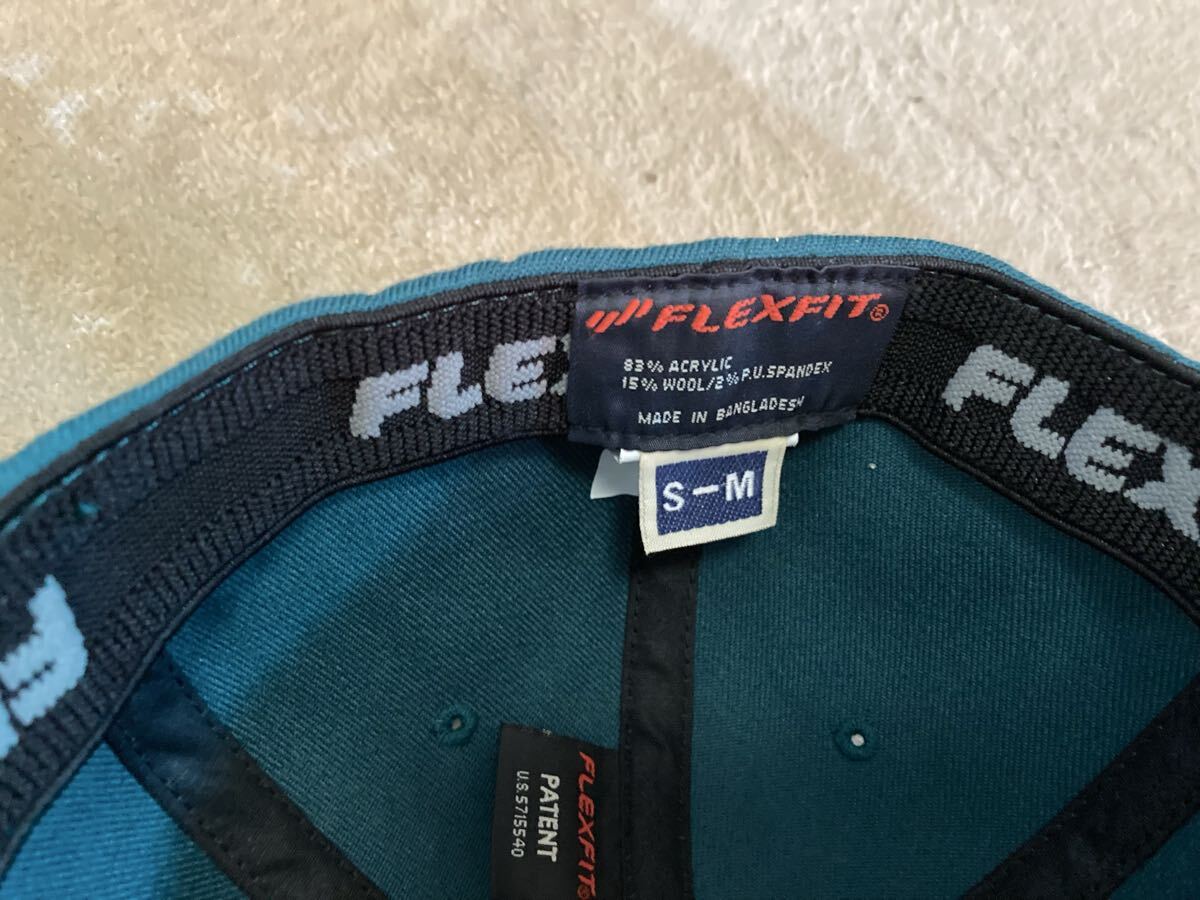 FLEXFIT®
83% ACRYLIC
15% WOOL/2% P.U.SPANDEX
MADE IN BANGLADESH
S-M
FLEX
FLEX
FLEXFIT®
PATENT
U.S.5715540